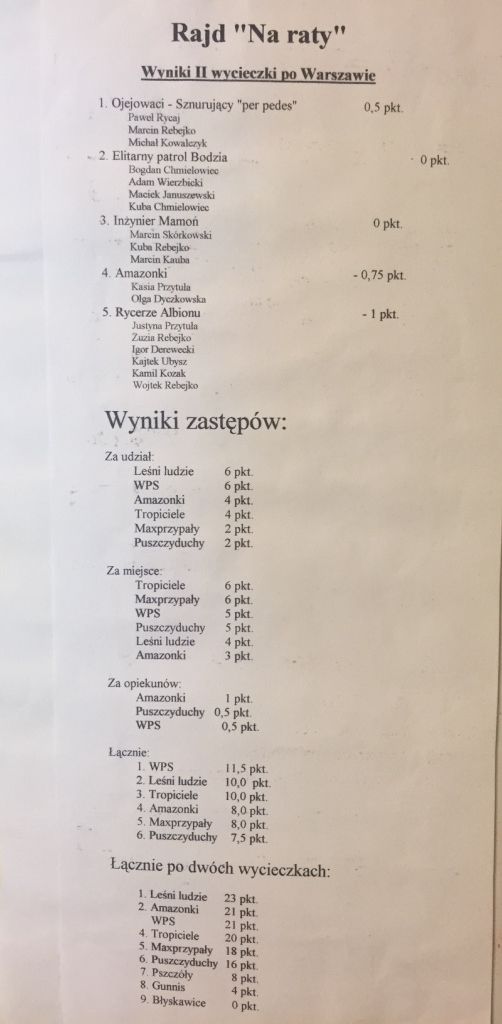 Rajd "Na raty"
Wyniki II wycieczki po Warszawie
1. Ojejowaci - Sznurujący "per pedes" 0,5 pkt.
Paweł Rycaj
Marcin Rebejko
Michał Kowalczyk
2. Elitarny patrol Bodzia 0 pkt.
Bogdan Chmielowiec
Adam Wierzbicki
Maciek Januszewski
Kuba Chmielowiec
3. Inżynier Mamoń 0 pkt.
Marcin Skórkowski
Kuba Rebejko
Marcin Kauba
4. Amazonki - 0,75 pkt.
Kasia Przytuła
Olga Dyczkowska
5. Rycerze Albionu - 1 pkt.
Justyna Przytuła
Zuzia Rebejko
Igor Derewecki
Kajtek Ubysz
Kamil Kozak
Wojtek Rebejko
Wyniki zastępów:
Za udział:
Leśni ludzie 6 pkt.
WPS 6 pkt.
Amazonki 4 pkt.
Tropiciele 4 pkt.
Maxprzypały 2 pkt.
Puszczyduchy 2 pkt.
Za miejsce:
Tropiciele 6 pkt.
Maxprzypały 6 pkt.
WPS 5 pkt.
Puszczyduchy 5 pkt.
Leśni ludzie 4 pkt.
Amazonki 3 pkt.
Za opiekunów:
Amazonki 1 pkt.
Puszczyduchy 0,5 pkt.
WPS 0,5 pkt.
Łącznie:
1. WPS 11,5 pkt.
2. Leśni ludzie 10,0 pkt.
3. Tropiciele 10,0 pkt.
4. Amazonki 8,0 pkt.
5. Maxprzypały 8,0 pkt.
6. Puszczyduchy 7,5 pkt.
Łącznie po dwóch wycieczkach:
1. Leśni ludzie 23 pkt.
2. Amazonki 21 pkt.
WPS 21 pkt.
4. Tropiciele 20 pkt.
5. Maxprzypały 18 pkt.
6. Puszczyduchy 16 pkt.
7. Pszczóły 8 pkt.
8. Gunnis 4 pkt.
9. Błyskawice 0 pkt.